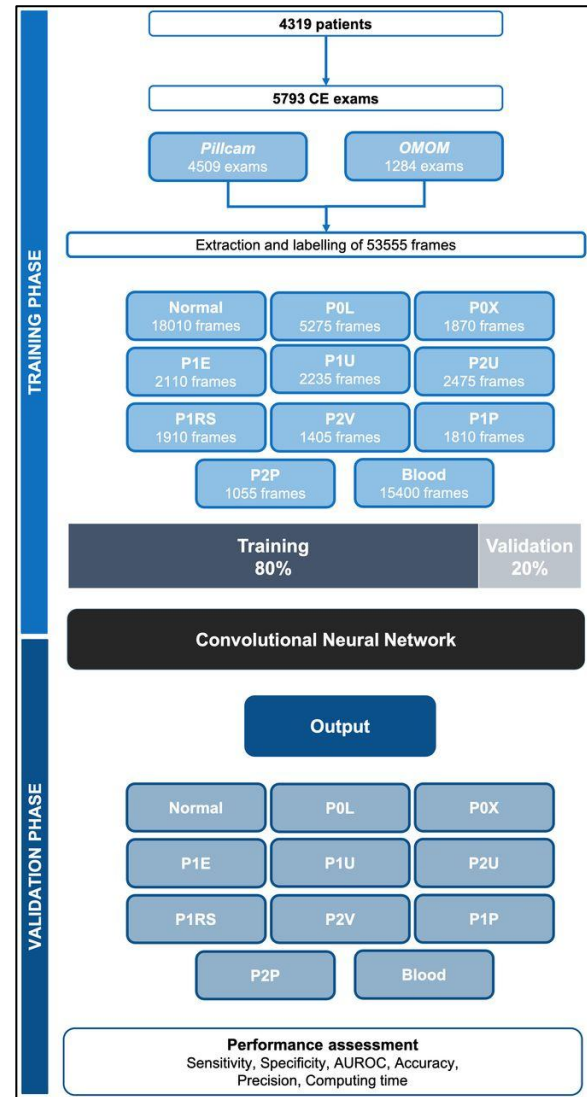 4319 patients
5793 CE exams
Pillcam
4509 exams
OMOM
1284 exams
Extraction and labelling of 53555 frames
TRAINING PHASE
Normal
18010 frames
P0L
5275 frames
P0X
1870 frames
P1E
2110 frames
P1U
2235 frames
P2U
2475 frames
P1RS
1910 frames
P2V
1405 frames
P1P
1810 frames
P2P
1055 frames
Blood
15400 frames
Training
80%
Validation
20%
Convolutional Neural Network
VALIDATION PHASE
Output
Normal
P0L
P0X
P1E
P1U
P2U
P1RS
P2V
P1P
P2P
Blood
Performance assessment
Sensitivity, Specificity, AUROC, Accuracy,
Precision, Computing time